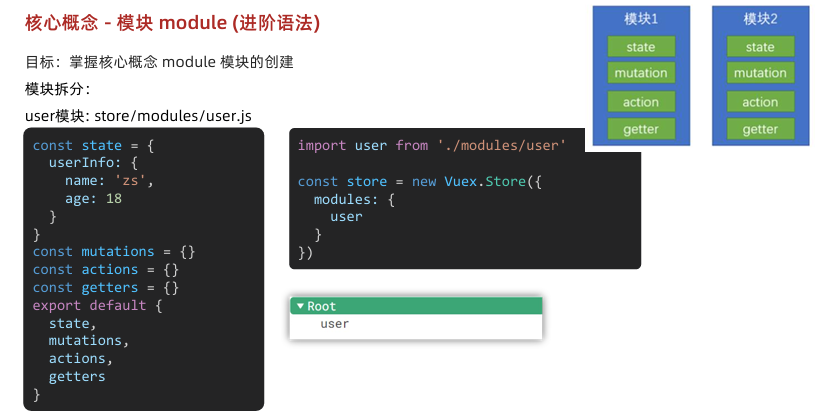 核心概念 - 模块 module (进阶语法)
目标：掌握核心概念 module 模块的创建
模块拆分：
user模块: store/modules/user.js
const state = {
  userInfo: {
    name: 'zs',
    age: 18
  }
}
const mutations = {}
const actions = {}
const getters = {}
export default {
  state,
  mutations,
  actions,
  getters
}
import user from './modules/user'
const store = new Vuex.Store({
  modules: {
    user
  }
})
Root
user
模块1
state
mutation
action
getter
模块2
state
mutation
action
getter